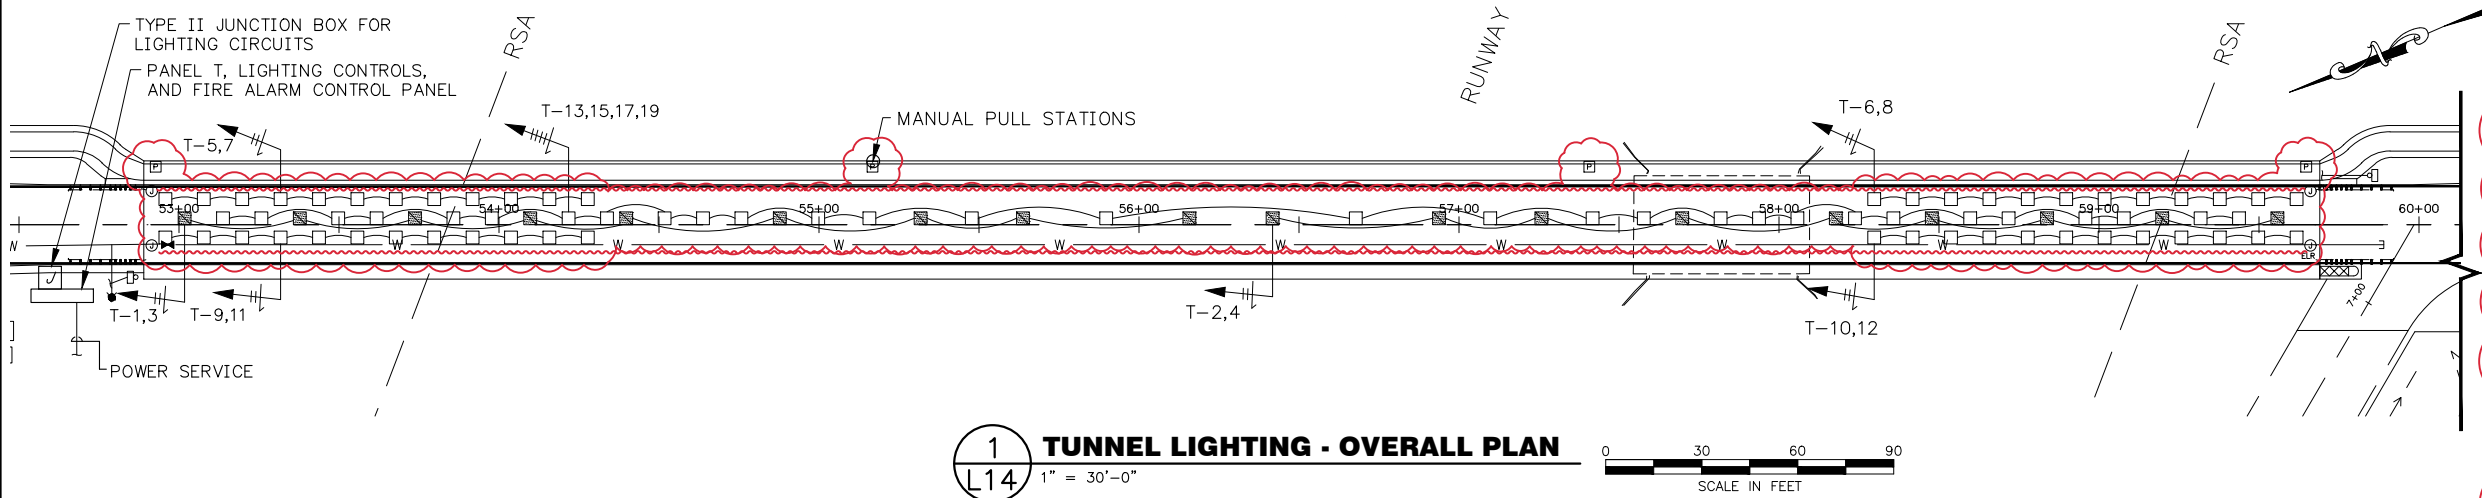 TYPE II JUNCTION BOX FOR
LIGHTING CIRCUITS
PANEL T, LIGHTING CONTROLS,
AND FIRE ALARM CONTROL PANEL
RSA
RUNWAY
RSA
T-13,15,17,19
T-5,7
MANUAL PULL STATIONS
T-6,8
P
P
P
P
J
J
53+00
54+00
55+00
56+00
57+00
58+00
59+00
60+00
W
W
W
W
W
W
W
W
W
W
J
J
ELR
J
T-1,3
T-9,11
T-2,4
T-10,12
7+00
POWER SERVICE
1
L14
TUNNEL LIGHTING - OVERALL PLAN
1" = 30'-0"
0 30 60 90
SCALE IN FEET